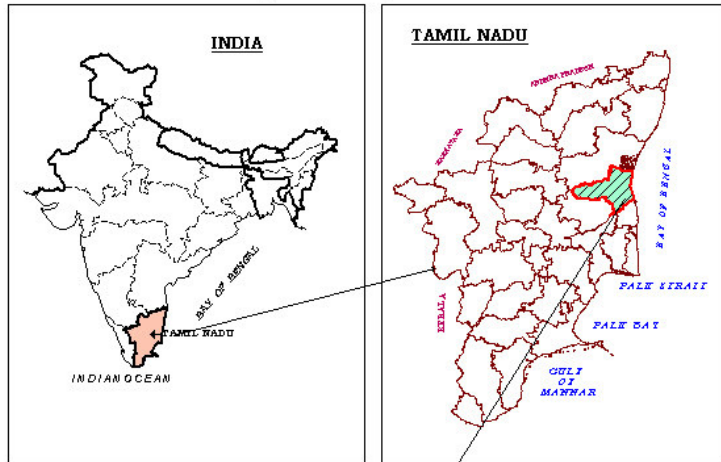 INDIA
BAY OF BENGAL
TAMIL NADU
INDIAN OCEAN
TAMIL NADU
ANDHRA PRADESH
KARNATAKA
BAY OF BENGAL
KERALA
PALK STRAIT
PALK BAY
GULF
OF
MANNAR